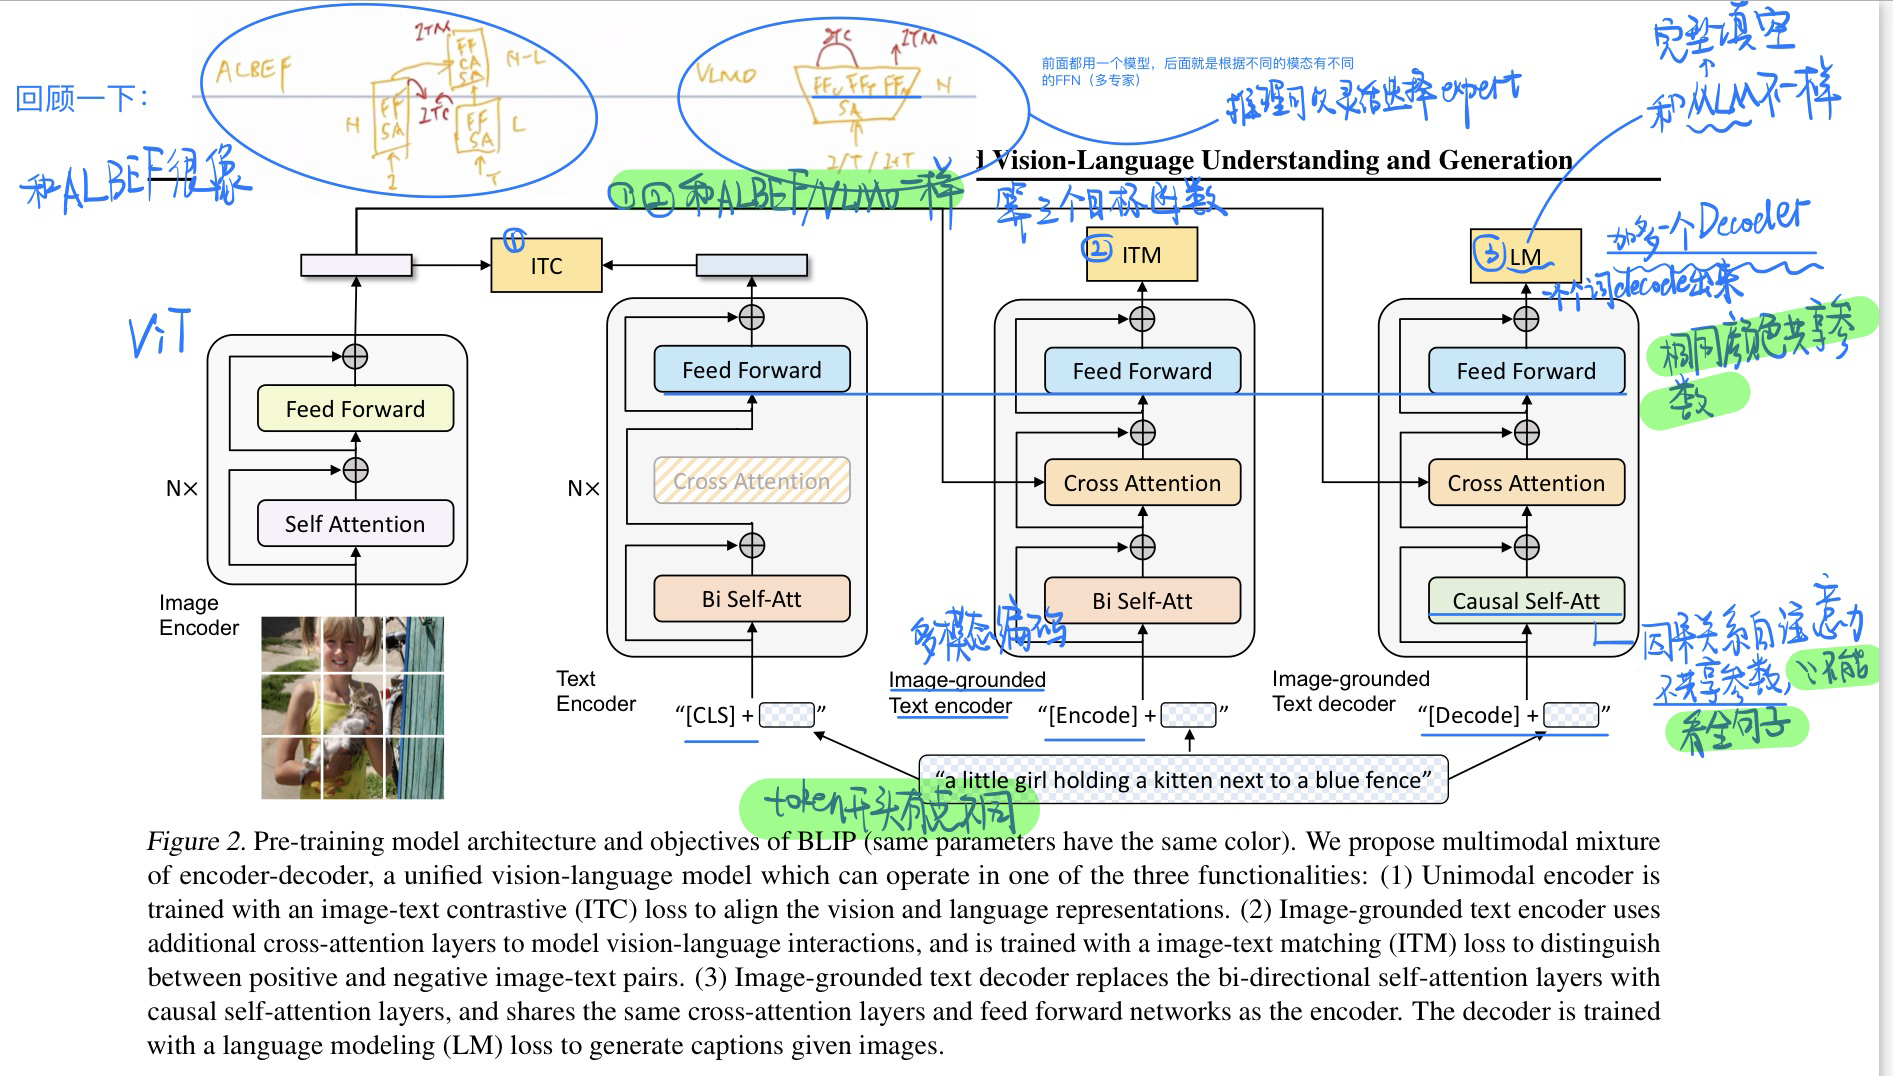 回顾一下：
ALBEF
ITM
FF
CA
SA
N-L
FF
SA
ITC
FF
SA
N
L
I
T
VLMO
ITC
ITM
FFV FFT FF
SA
N
I/T/I+T
前面都用一个模型，后面就是根据不同的模态有不同
的FFN（多专家）
推理可以灵活选择expert
完型填空
和MLM不一样
和ALBEF很像
d Vision-Language Understanding and Generation
①②和ALBEF/VLMO一样
第三个目标函数
加多一个Decoder
一个个词decode出来
① ITC
② ITM
③ LM
ViT
相同颜色共享参
数
Feed Forward
Self Attention
N×
Image
Encoder
Feed Forward
Cross Attention
Bi Self-Att
N×
Text
Encoder
“[CLS] + ”
Feed Forward
Cross Attention
Bi Self-Att
多模态编码
Image-grounded
Text encoder
“[Encode] + ”
Feed Forward
Cross Attention
Causal Self-Att
Image-grounded
Text decoder
“[Decode] + ”
因果关系自注意力
不共享参数，∵不能
看全句子
“a little girl holding a kitten next to a blue fence”
token开头有点不同
Figure 2. Pre-training model architecture and objectives of BLIP (same parameters have the same color). We propose multimodal mixture
of encoder-decoder, a unified vision-language model which can operate in one of the three functionalities: (1) Unimodal encoder is
trained with an image-text contrastive (ITC) loss to align the vision and language representations. (2) Image-grounded text encoder uses
additional cross-attention layers to model vision-language interactions, and is trained with a image-text matching (ITM) loss to distinguish
between positive and negative image-text pairs. (3) Image-grounded text decoder replaces the bi-directional self-attention layers with
causal self-attention layers, and shares the same cross-attention layers and feed forward networks as the encoder. The decoder is trained
with a language modeling (LM) loss to generate captions given images.